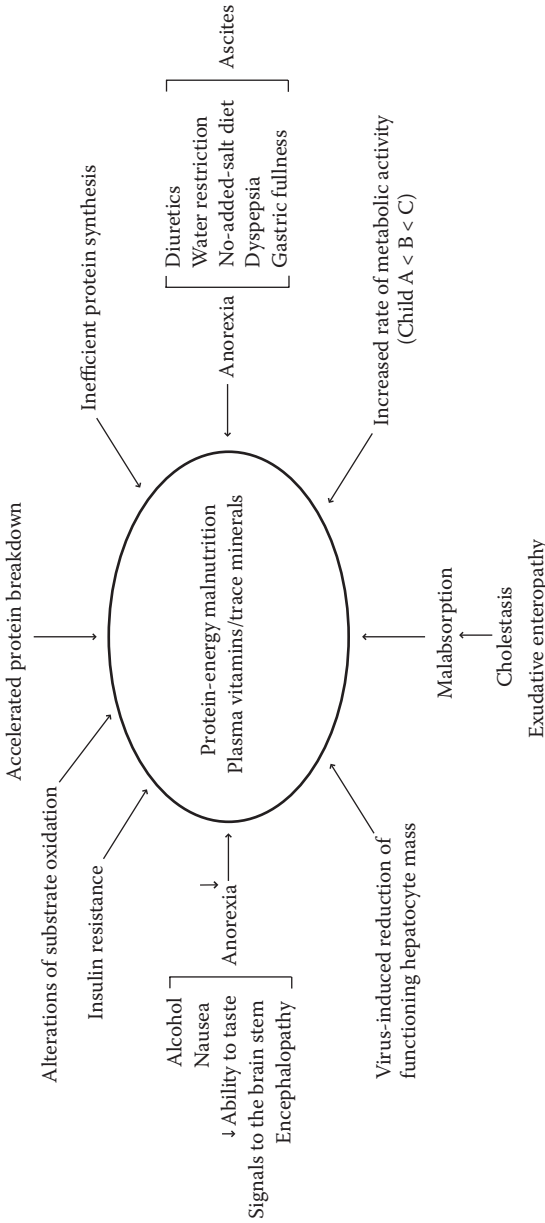 Accelerated protein breakdown
Alterations of substrate oxidation
Insulin resistance
Inefficient protein synthesis
Alcohol
Nausea
↓ Ability to taste
Signals to the brain stem
Encephalopathy
↓
Anorexia
Protein-energy malnutrition
Plasma vitamins/trace minerals
Anorexia
Diuretics
Water restriction
No-added-salt diet
Dyspepsia
Gastric fullness
Ascites
Virus-induced reduction of
functioning hepatocyte mass
Malabsorption
Cholestasis
Exudative enteropathy
Increased rate of metabolic activity
(Child A < B < C)